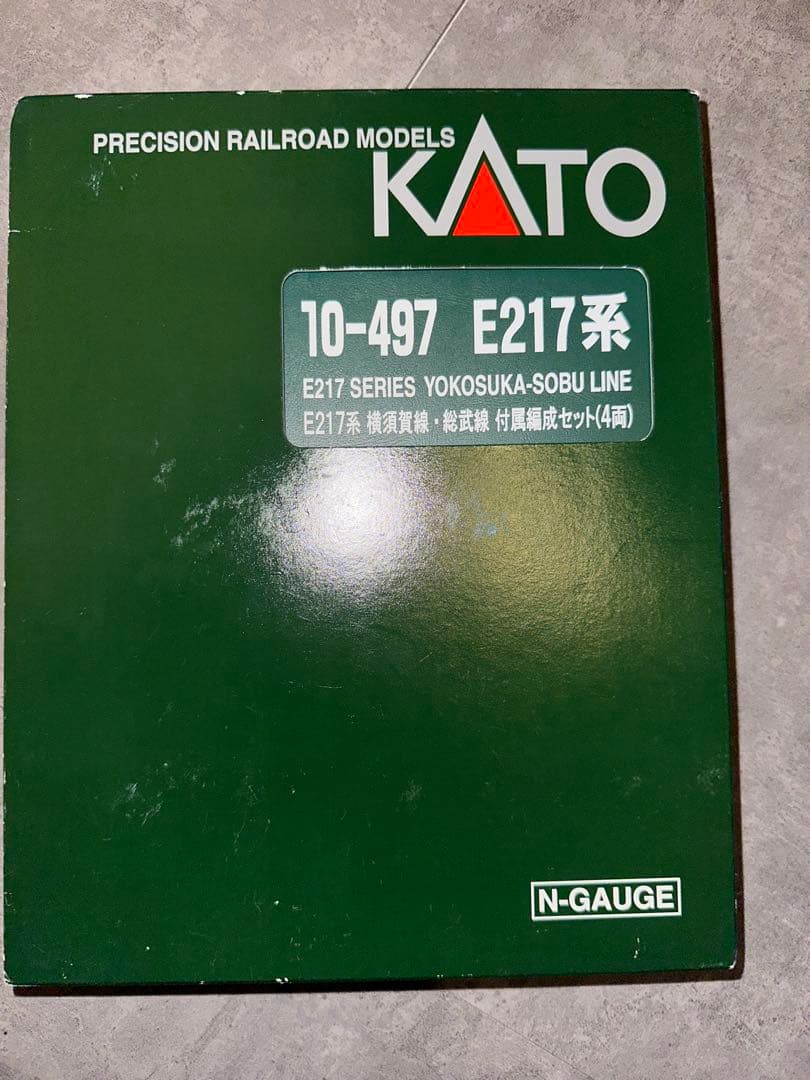 PRECISION RAILROAD MODELS
KATO
10-497 E217系
E217 SERIES YOKOSUKA-SOBU LINE
E217系 横須賀線・総武線 付属編成セット(4両)
N-GAUGE